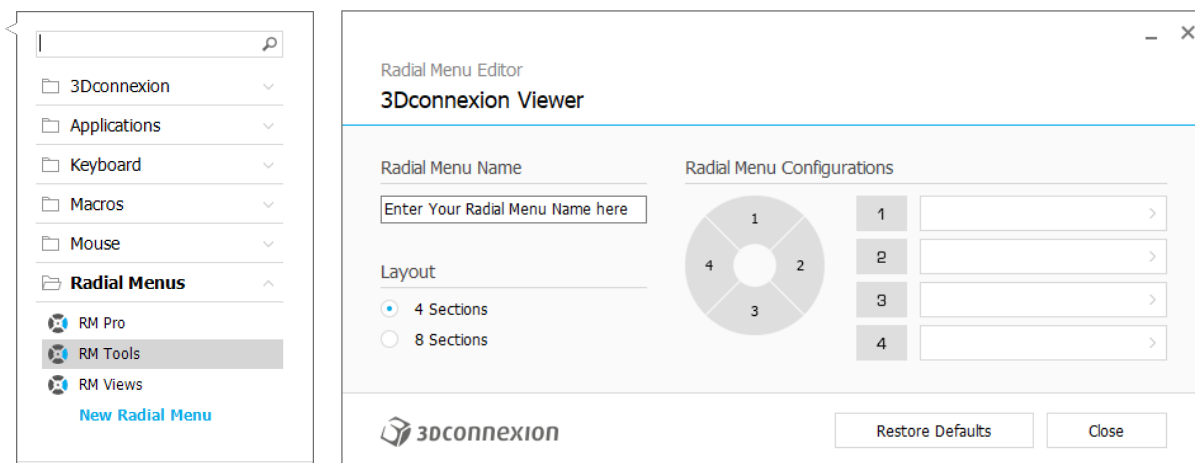 3Dconnexion
Applications
Keyboard
Macros
Mouse
Radial Menus
RM Pro
RM Tools
RM Views
New Radial Menu
Radial Menu Editor
3Dconnexion Viewer
Radial Menu Name
Enter Your Radial Menu Name here
Layout
4 Sections
8 Sections
Radial Menu Configurations
1
2
3
4
1
2
3
4
3Dconnexion
Restore Defaults
Close